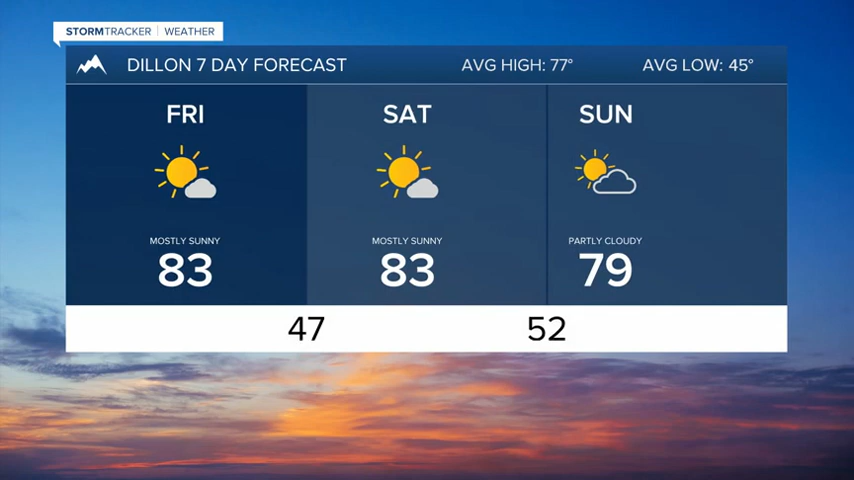 STORMTRACKER | WEATHER
DILLON 7 DAY FORECAST AVG HIGH: 77° AVG LOW: 45°
FRI SAT SUN
MOSTLY SUNNY MOSTLY SUNNY PARTLY CLOUDY
83 83 79
47 52